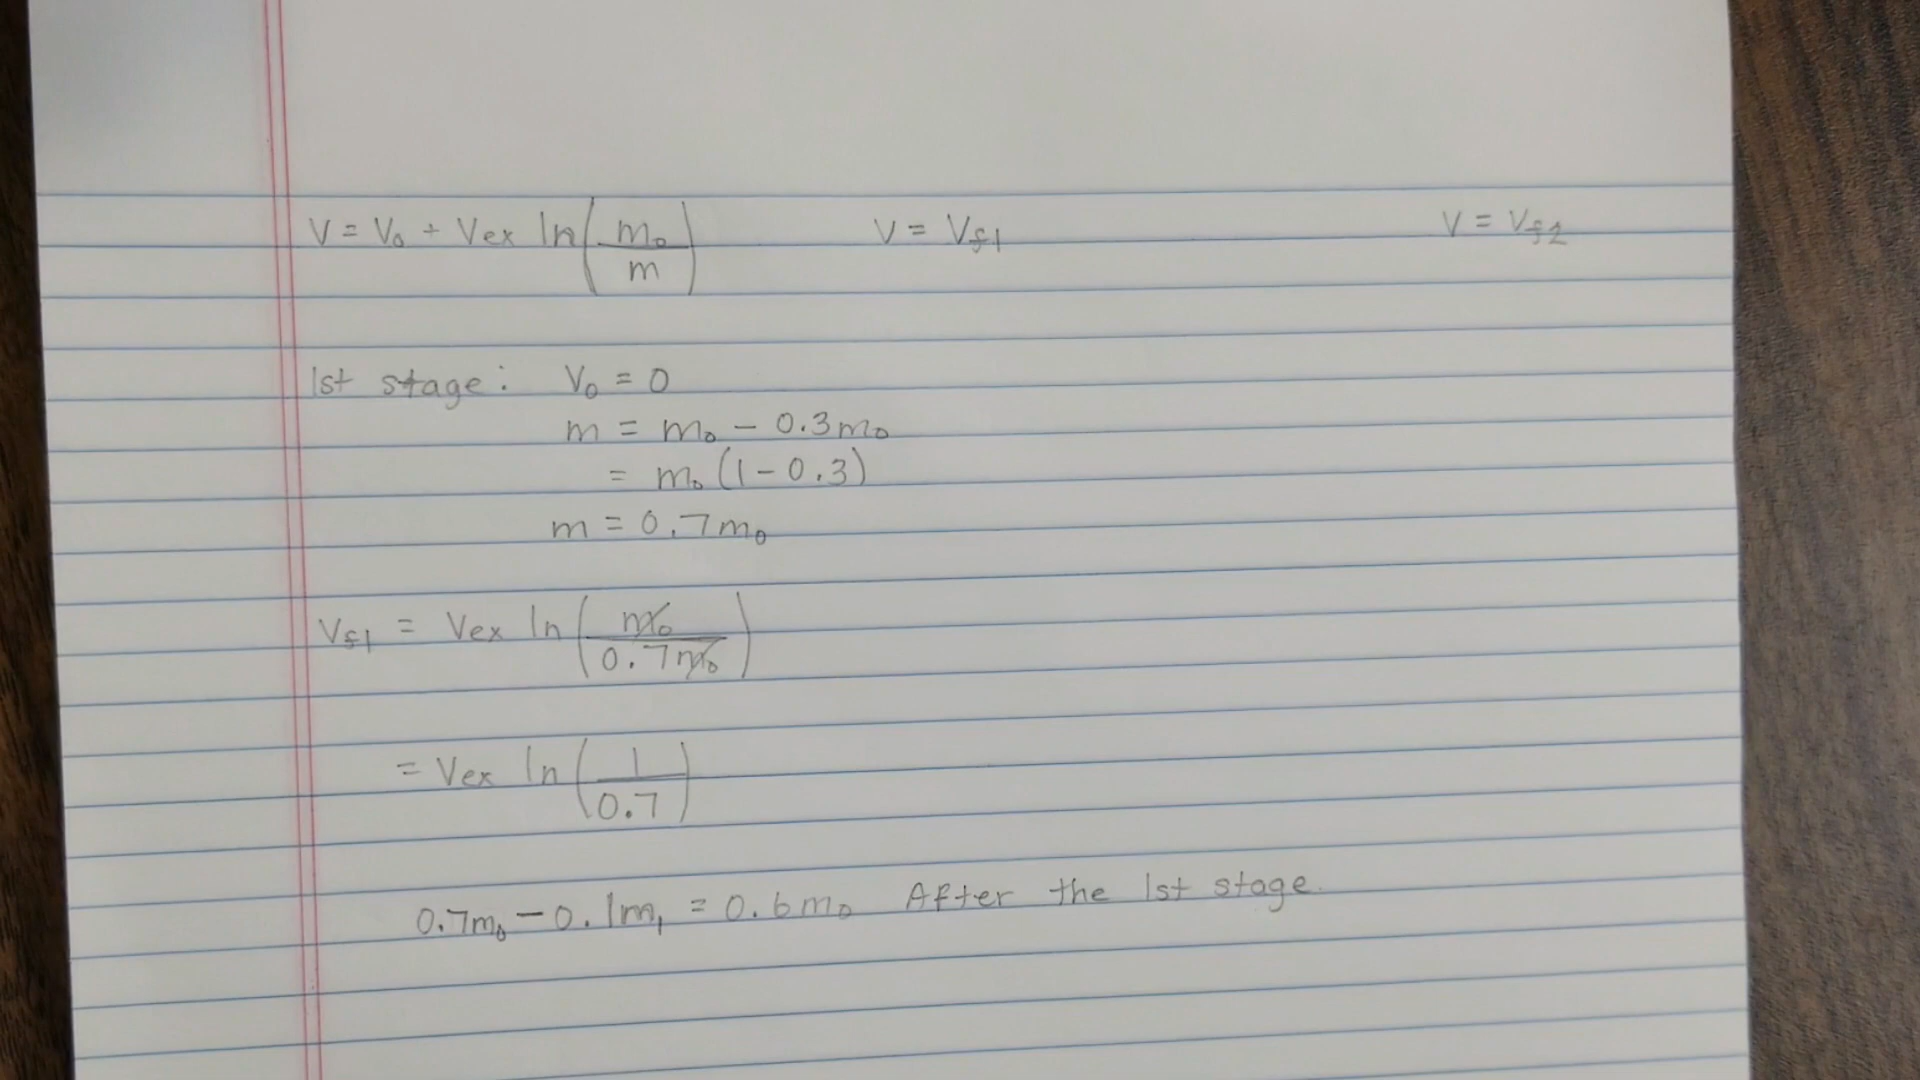 V = V₀ + Vex ln(m₀/m) V = Vf1 V = Vf2
1st stage: V₀ = 0
m = m₀ - 0.3m₀
= m₀(1-0.3)
m = 0.7m₀
Vf1 = Vex ln(m₀/0.7m₀)
= Vex ln(1/0.7)
0.7m₀ - 0.1m₁ = 0.6m₀ After the 1st stage.